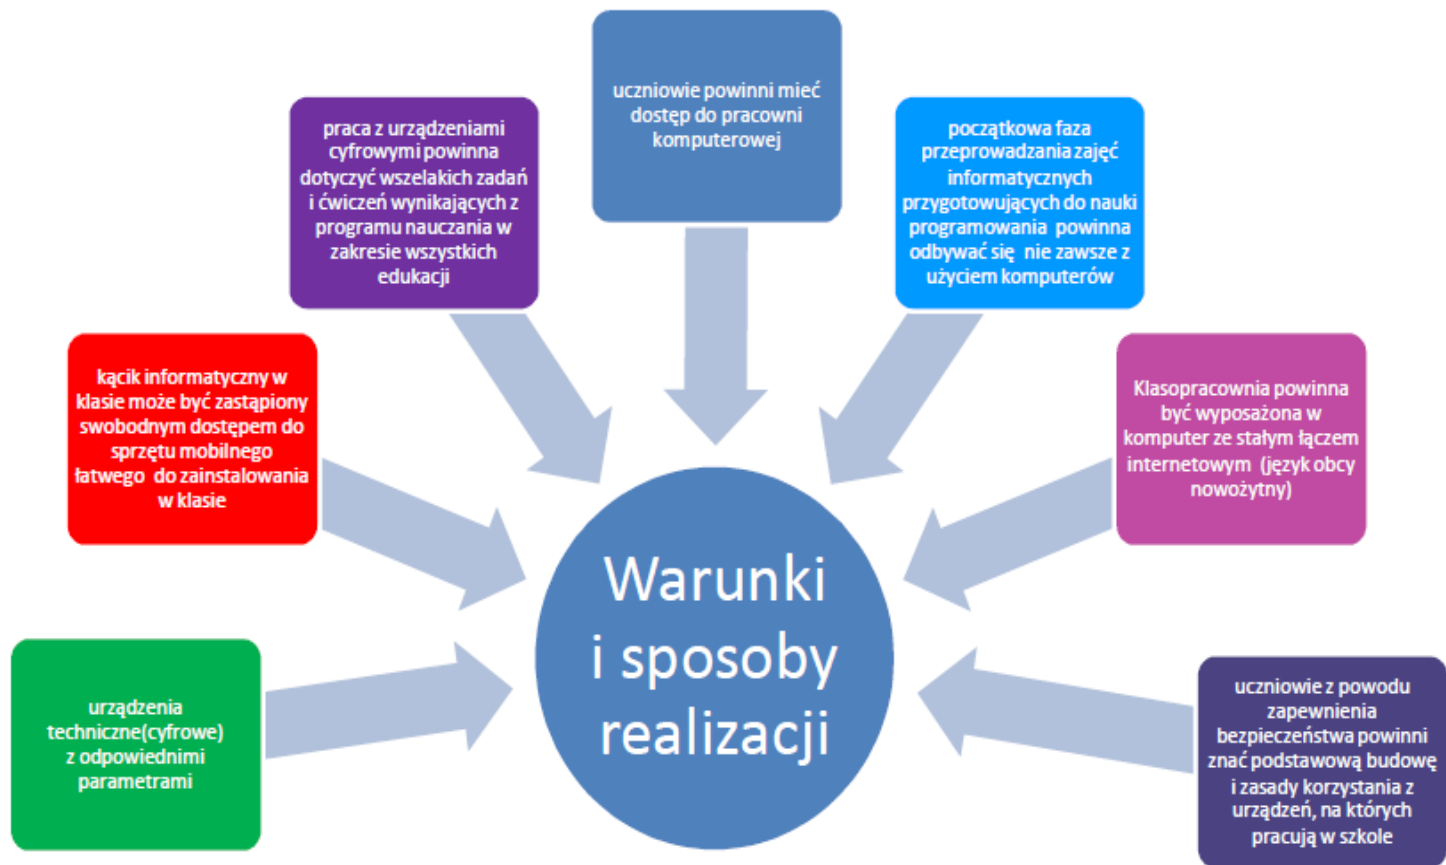 uczniowie powinni mieć
dostęp do pracowni
komputerowej
praca z urządzeniami
cyfrowymi powinna
dotyczyć wszelakich zadań
i ćwiczeń wynikających z
programu nauczania w
zakresie wszystkich
edukacji
początkowa faza
przeprowadzania zajęć
informatycznych
przygotowujących do nauki
programowania powinna
odbywać się nie zawsze z
użyciem komputerów
kącik informatyczny w
klasie może być zastąpiony
swobodnym dostępem do
sprzętu mobilnego
łatwego do zainstalowania
w klasie
Klasopracownia powinna
być wyposażona w
komputer ze stałym łączem
internetowym (język obcy
nowożytny)
urządzenia
techniczne(cyfrowe)
z odpowiednimi
parametrami
Warunki
i sposoby
realizacji
uczniowie z powodu
zapewnienia
bezpieczeństwa powinni
znać podstawową budowę
i zasady korzystania z
urządzeń, na których
pracują w szkole